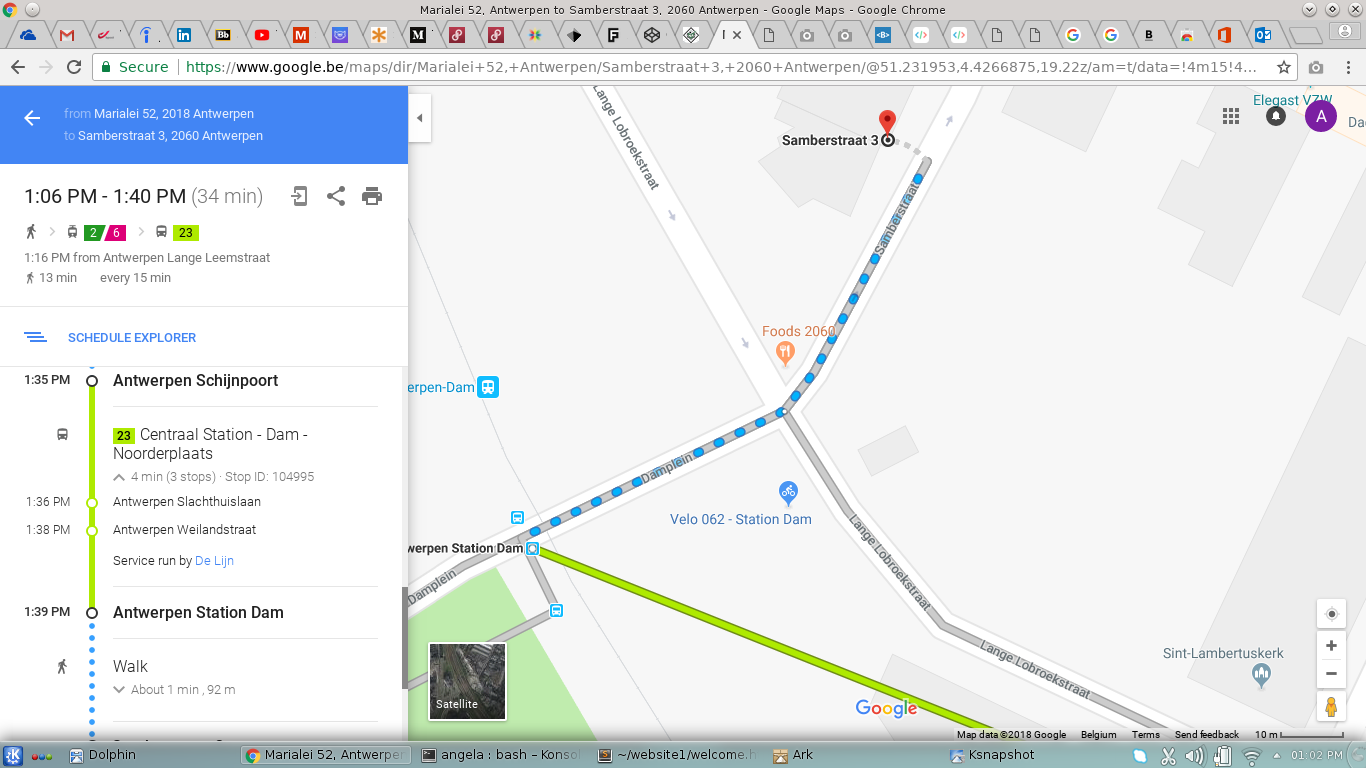 Marialei 52, Antwerpen to Samberstraat 3, 2060 Antwerpen - Google Maps - Google Chrome
Secure
https://www.google.be/maps/dir/Marialei+52,+Antwerpen/Samberstraat+3,+2060+Antwerpen/@51.231953,4.4266875,19.22z/am=t/data=!4m15!4...
from Marialei 52, 2018 Antwerpen
to Samberstraat 3, 2060 Antwerpen
1:06 PM - 1:40 PM (34 min)
2 6 23
1:16 PM from Antwerpen Lange Leemstraat
13 min every 15 min
SCHEDULE EXPLORER
1:35 PM Antwerpen Schijnpoort
23 Centraal Station - Dam -
Noorderplaats
4 min (3 stops) · Stop ID: 104995
1:36 PM Antwerpen Slachthuislaan
1:38 PM Antwerpen Weilandstraat
Service run by De Lijn
1:39 PM Antwerpen Station Dam
Walk
About 1 min , 92 m
Elegast VZW
A
Samberstraat 3
Lange Lobroekstraat
Samberstraat
Foods 2060
erpen-Dam
Damplein
Velo 062 - Station Dam
werpen Station Dam
Damplein
Lange Lobroekstraat
Lange Lobroekstraat
Sint-Lambertuskerk
Satellite
Google
Map data ©2018 Google Belgium Terms Send feedback 10 m
Dolphin
Marialei 52, Antwerpen
angela : bash – Konso
~/website1/welcome.h
Ark
Ksnapshot
01:02 PM